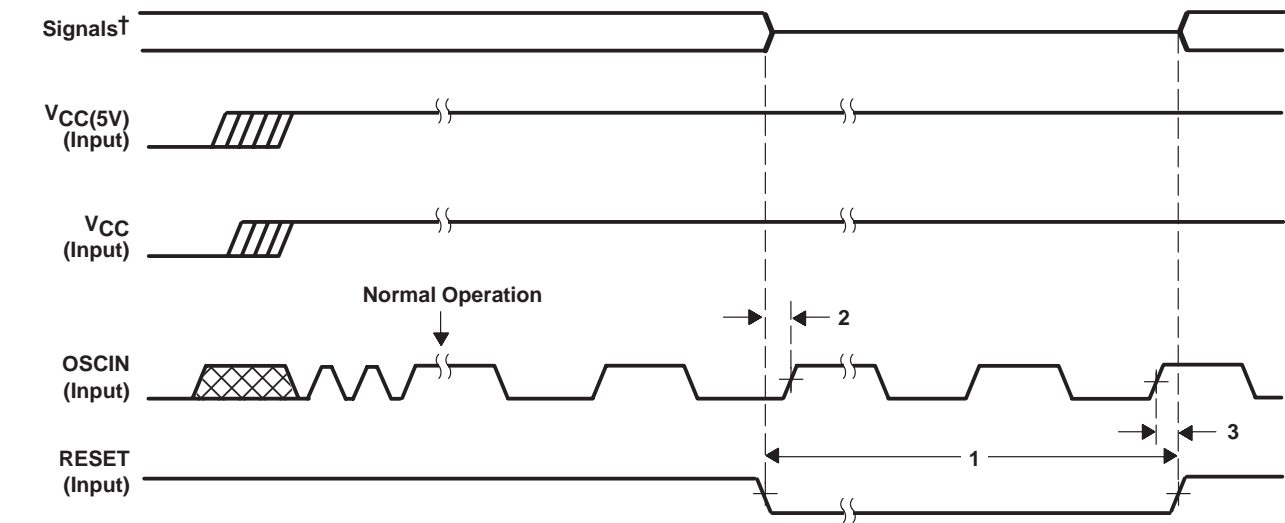 Signals†
VCC(5V)
(Input)
VCC
(Input)
Normal Operation
2
OSCIN
(Input)
3
RESET
(Input)
1